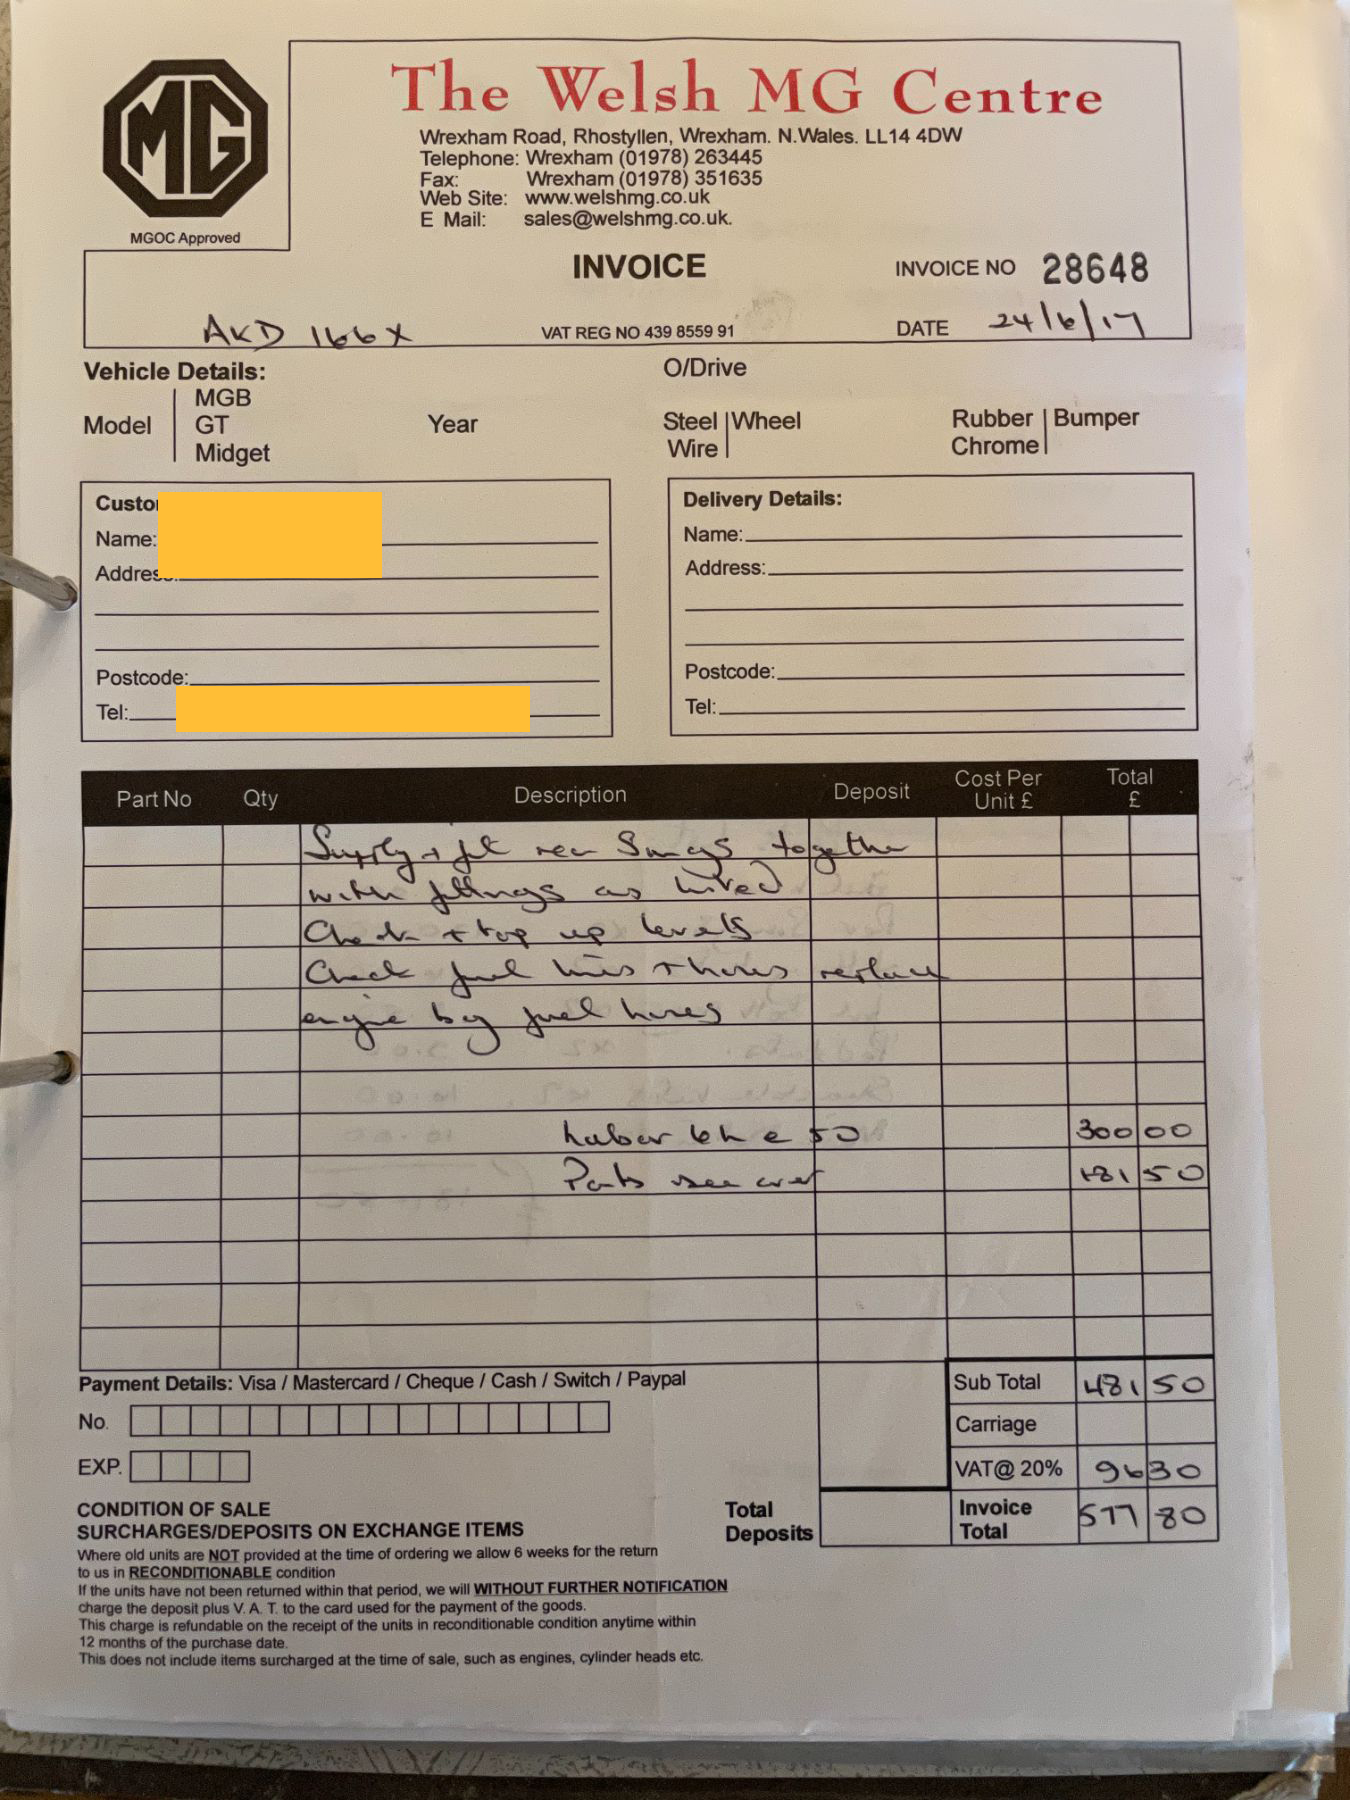 MG
MGOC Approved
The Welsh MG Centre
Wrexham Road, Rhostyllen, Wrexham. N.Wales. LL14 4DW
Telephone: Wrexham (01978) 263445
Fax: Wrexham (01978) 351635
Web Site: www.welshmg.co.uk
E Mail: sales@welshmg.co.uk.
INVOICE
INVOICE NO 28648
AKD 166X
VAT REG NO 439 8559 91
DATE 24/6/17
Vehicle Details:
O/Drive
Model
MGB
GT
Midget
Year
Steel
Wire
Wheel
Rubber
Chrome
Bumper
Custo
Name:
Addres
Postcode:
Tel:
Delivery Details:
Name:
Address:
Postcode:
Tel:
Part No Qty Description Deposit Cost Per Unit £ Total £
Supply + fit rear Springs together
with fittings as listed
Check + top up levels
Check fuel lines + hoses replace
engine bay fuel hoses
Labor 6h @ 50 300 00
Parts see over 181 50
Payment Details: Visa / Mastercard / Cheque / Cash / Switch / Paypal
No.
EXP.
Sub Total 481 50
Carriage
VAT@ 20% 96 30
Total Deposits
Invoice Total 577 80
CONDITION OF SALE
SURCHARGES/DEPOSITS ON EXCHANGE ITEMS
Where old units are NOT provided at the time of ordering we allow 6 weeks for the return
to us in RECONDITIONABLE condition
If the units have not been returned within that period, we will WITHOUT FURTHER NOTIFICATION
charge the deposit plus V. A. T. to the card used for the payment of the goods.
This charge is refundable on the receipt of the units in reconditionable condition anytime within
12 months of the purchase date.
This does not include items surcharged at the time of sale, such as engines, cylinder heads etc.